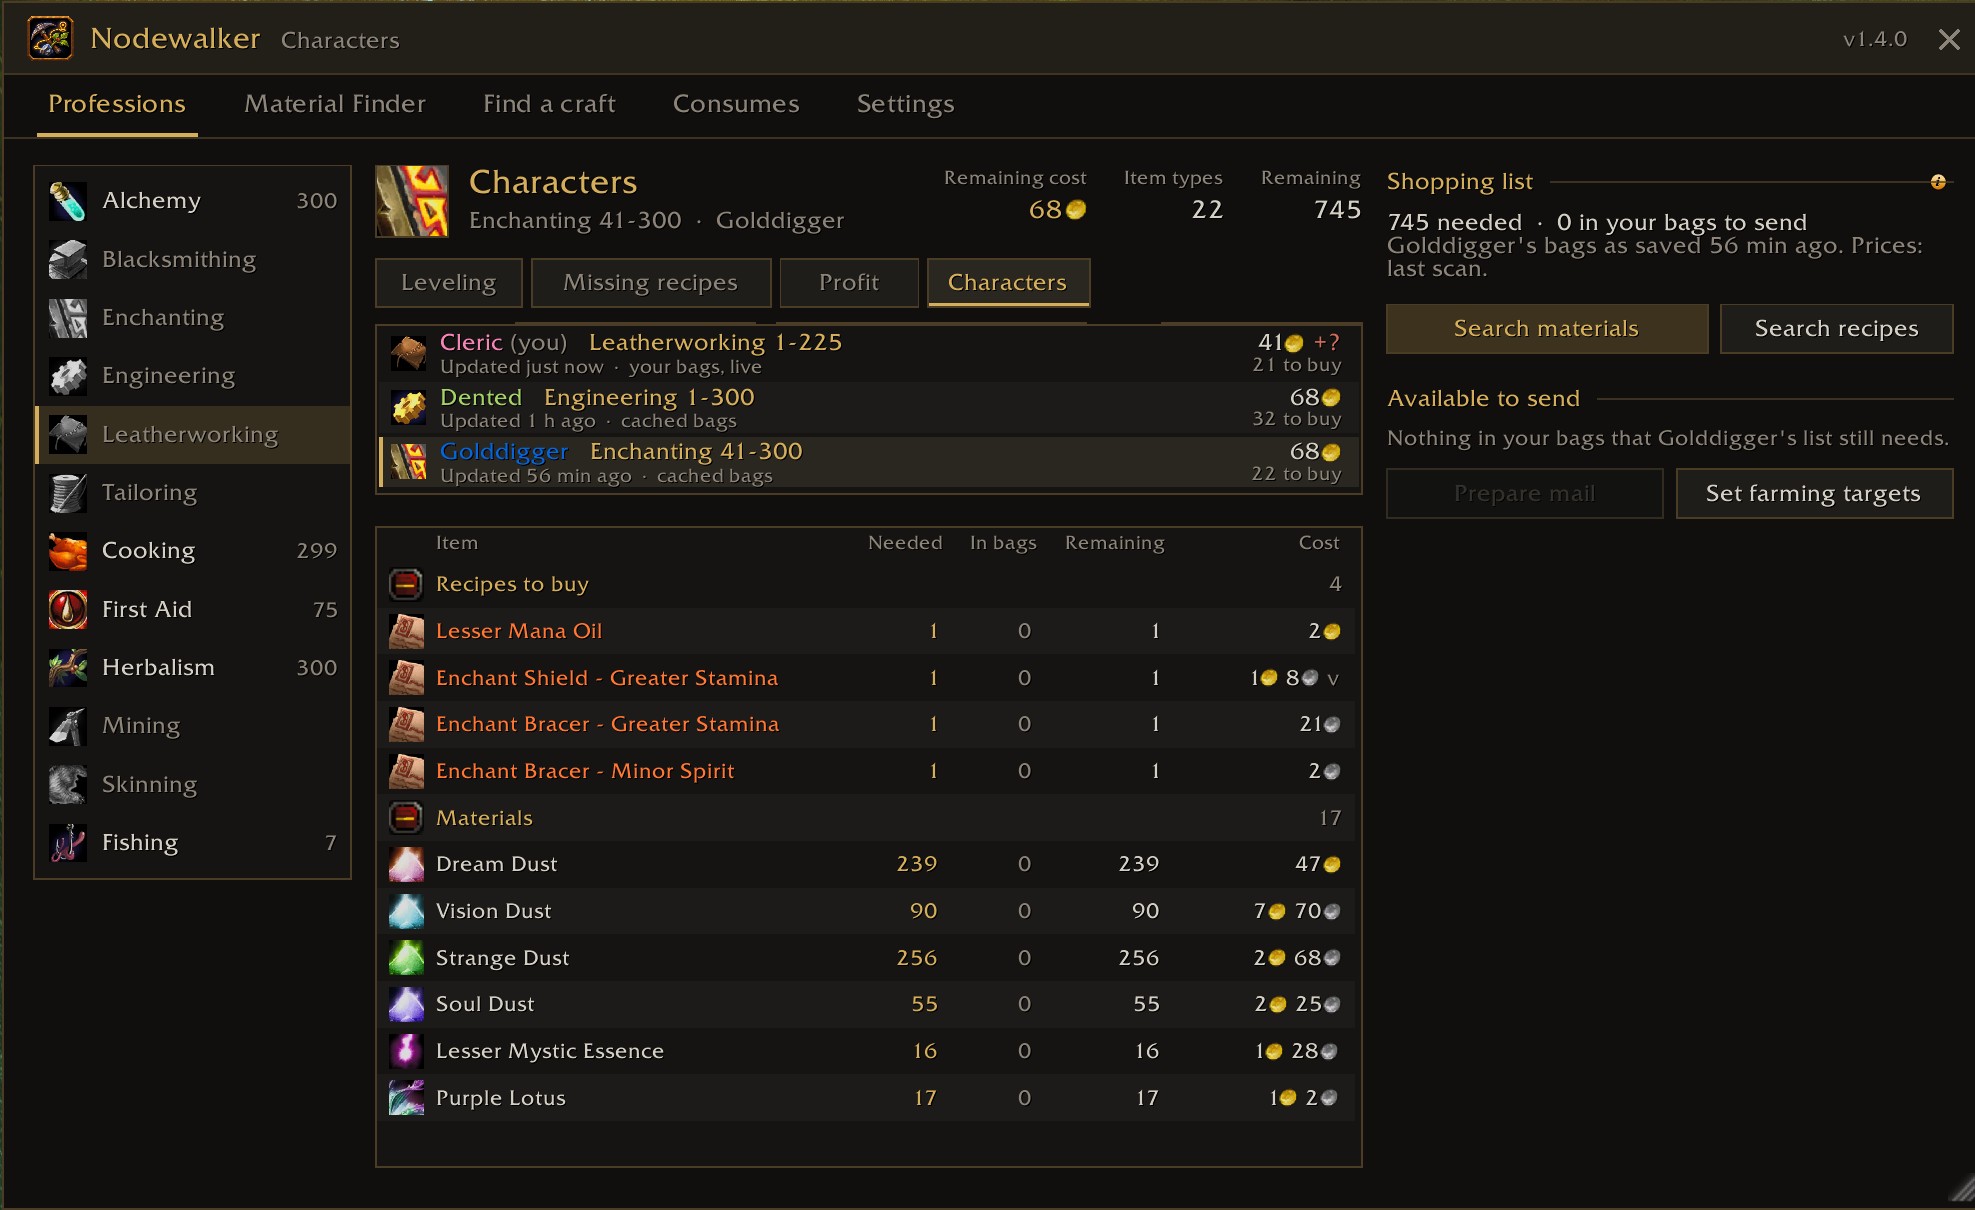 Nodewalker Characters v1.4.0
Professions Material Finder Find a craft Consumes Settings
Alchemy 300
Blacksmithing
Enchanting
Engineering
Leatherworking
Tailoring
Cooking 299
First Aid 75
Herbalism 300
Mining
Skinning
Fishing 7
Characters
Enchanting 41-300 · Golddigger
Remaining cost Item types Remaining
68 22 745
Leveling Missing recipes Profit Characters
Cleric (you) Leatherworking 1-225 41 +?
Updated just now · your bags, live 21 to buy
Dented Engineering 1-300 68
Updated 1 h ago · cached bags 32 to buy
Golddigger Enchanting 41-300 68
Updated 56 min ago · cached bags 22 to buy
Item Needed In bags Remaining Cost
Recipes to buy 4
Lesser Mana Oil 1 0 1 2
Enchant Shield - Greater Stamina 1 0 1 1 8 v
Enchant Bracer - Greater Stamina 1 0 1 21
Enchant Bracer - Minor Spirit 1 0 1 2
Materials 17
Dream Dust 239 0 239 47
Vision Dust 90 0 90 7 70
Strange Dust 256 0 256 2 68
Soul Dust 55 0 55 2 25
Lesser Mystic Essence 16 0 16 1 28
Purple Lotus 17 0 17 1 2
Shopping list
745 needed · 0 in your bags to send
Golddigger's bags as saved 56 min ago. Prices:
last scan.
Search materials Search recipes
Available to send
Nothing in your bags that Golddigger's list still needs.
Prepare mail Set farming targets